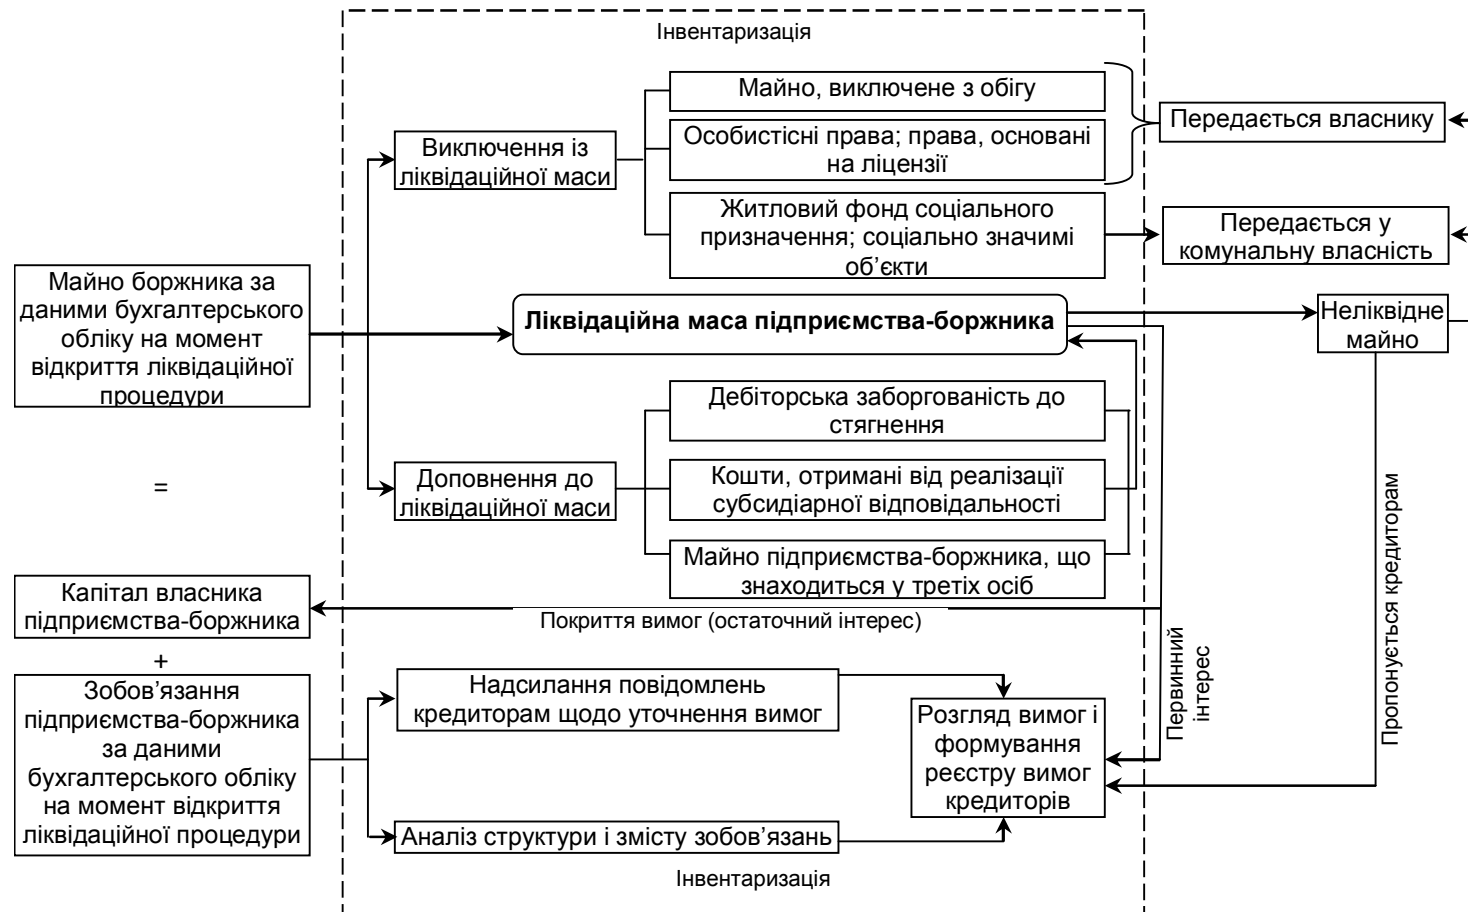 Інвентаризація
Майно, виключене з обігу
Особистісні права; права, основані
на ліцензії
Житловий фонд соціального
призначення; соціально значимі
об’єкти
Виключення із
ліквідаційної маси
Передається власнику
Передається у
комунальну власність
Майно боржника за
даними бухгалтерського
обліку на момент
відкриття ліквідаційної
процедури
Ліквідаційна маса підприємства-боржника
Неліквідне
майно
Дебіторська заборгованість до
стягнення
Кошти, отримані від реалізації
субсидіарної відповідальності
Майно підприємства-боржника, що
знаходиться у третіх осіб
Доповнення до
ліквідаційної маси
=
Капітал власника
підприємства-боржника
Покриття вимог (остаточний інтерес)
+
Зобов’язання
підприємства-боржника
за даними
бухгалтерського обліку
на момент відкриття
ліквідаційної процедури
Надсилання повідомлень
кредиторам щодо уточнення вимог
Аналіз структури і змісту зобов’язань
Розгляд вимог і
формування
реєстру вимог
кредиторів
Первинний
інтерес
Пропонується кредиторам
Інвентаризація